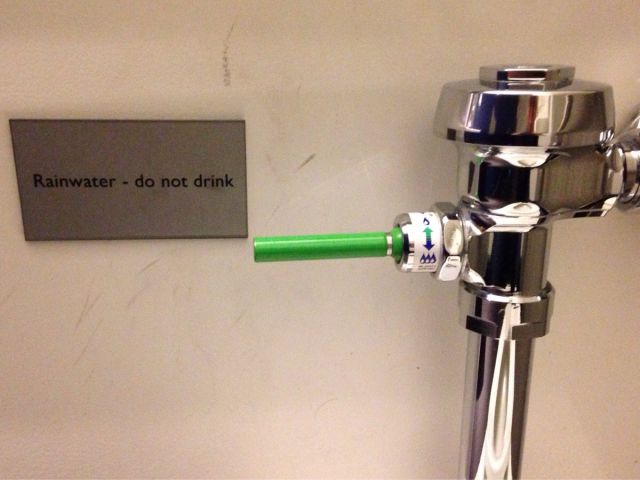 Rainwater - do not drink